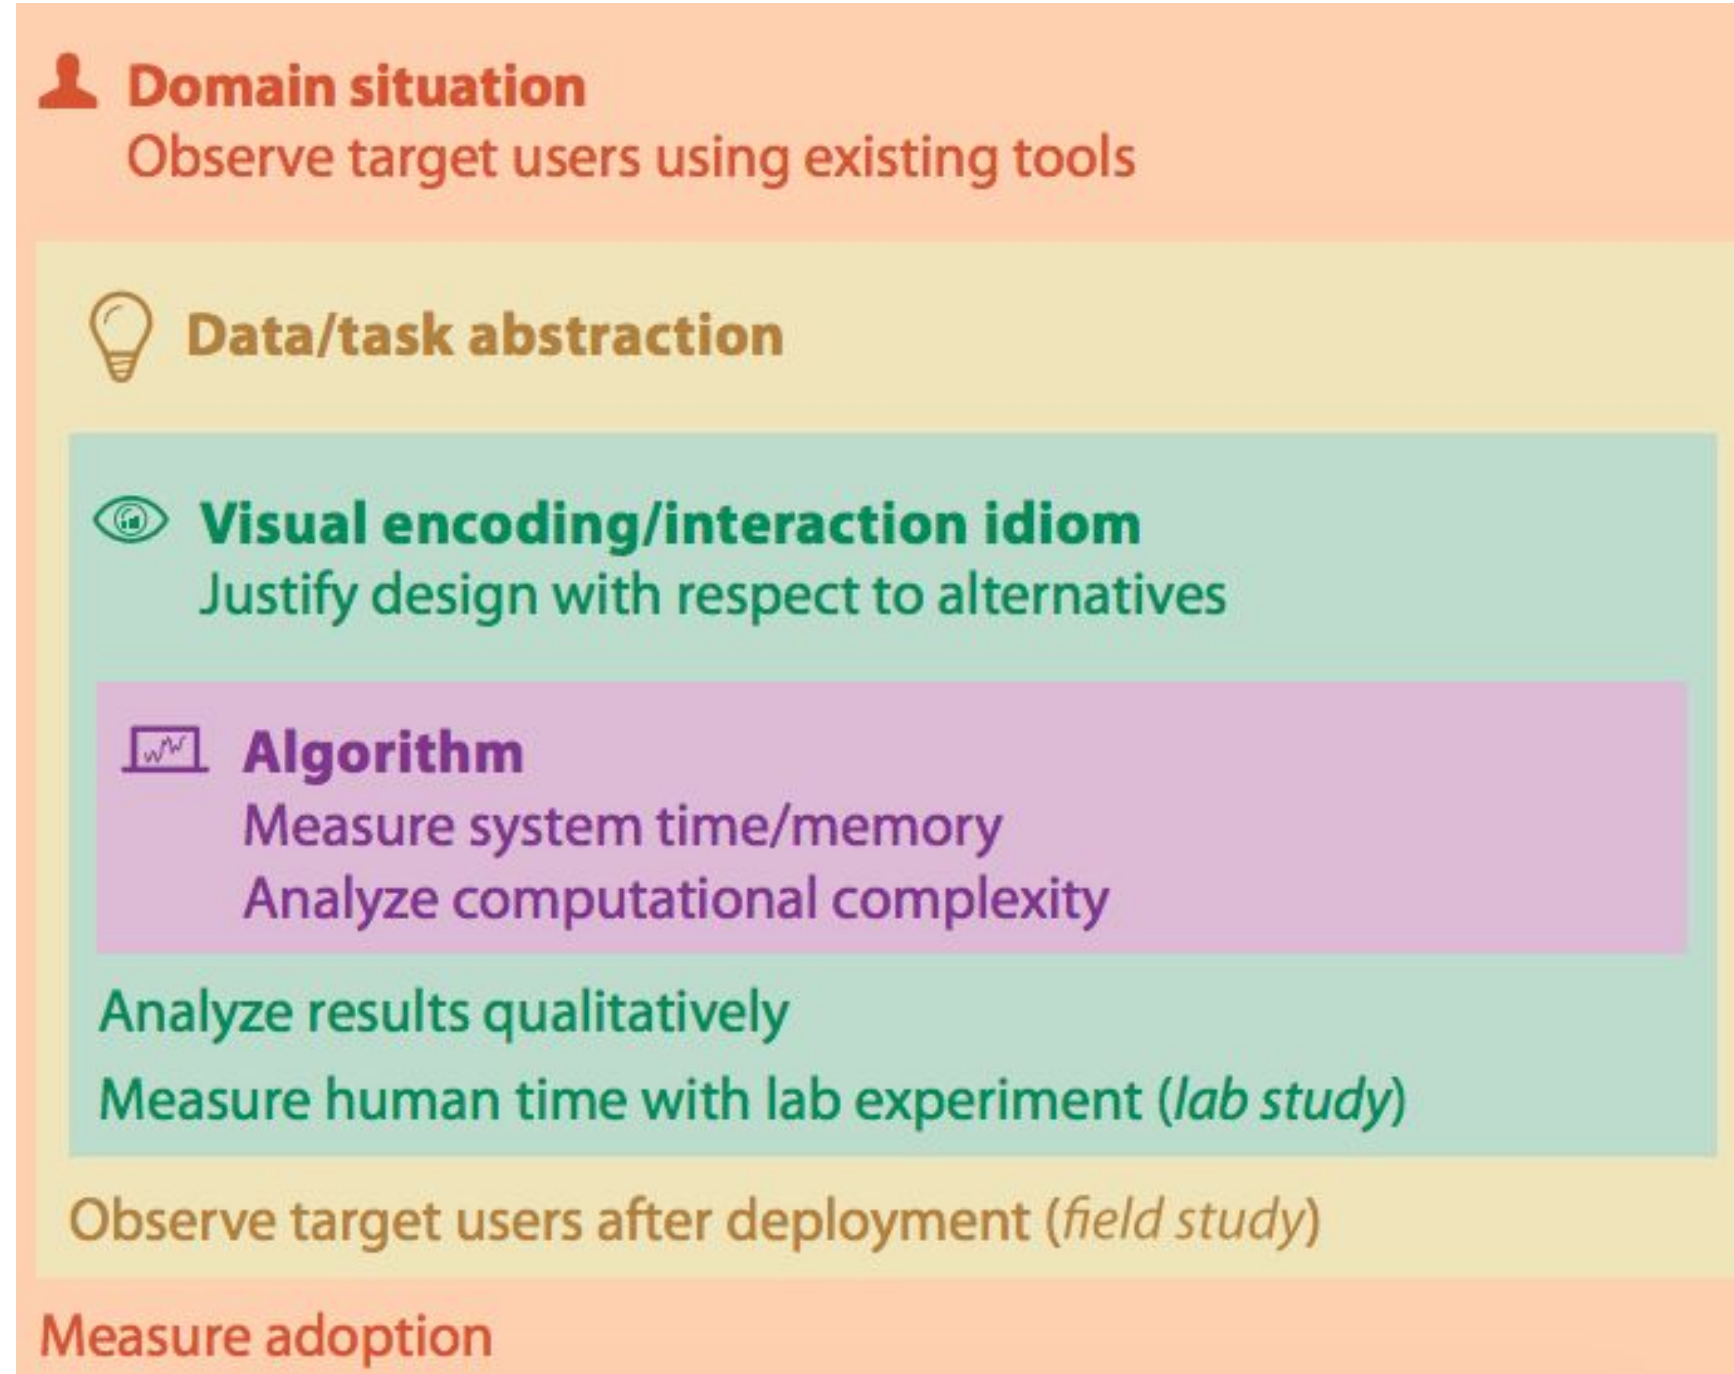 Domain situation
Observe target users using existing tools
Data/task abstraction
Visual encoding/interaction idiom
Justify design with respect to alternatives
Algorithm
Measure system time/memory
Analyze computational complexity
Analyze results qualitatively
Measure human time with lab experiment (lab study)
Observe target users after deployment (field study)
Measure adoption